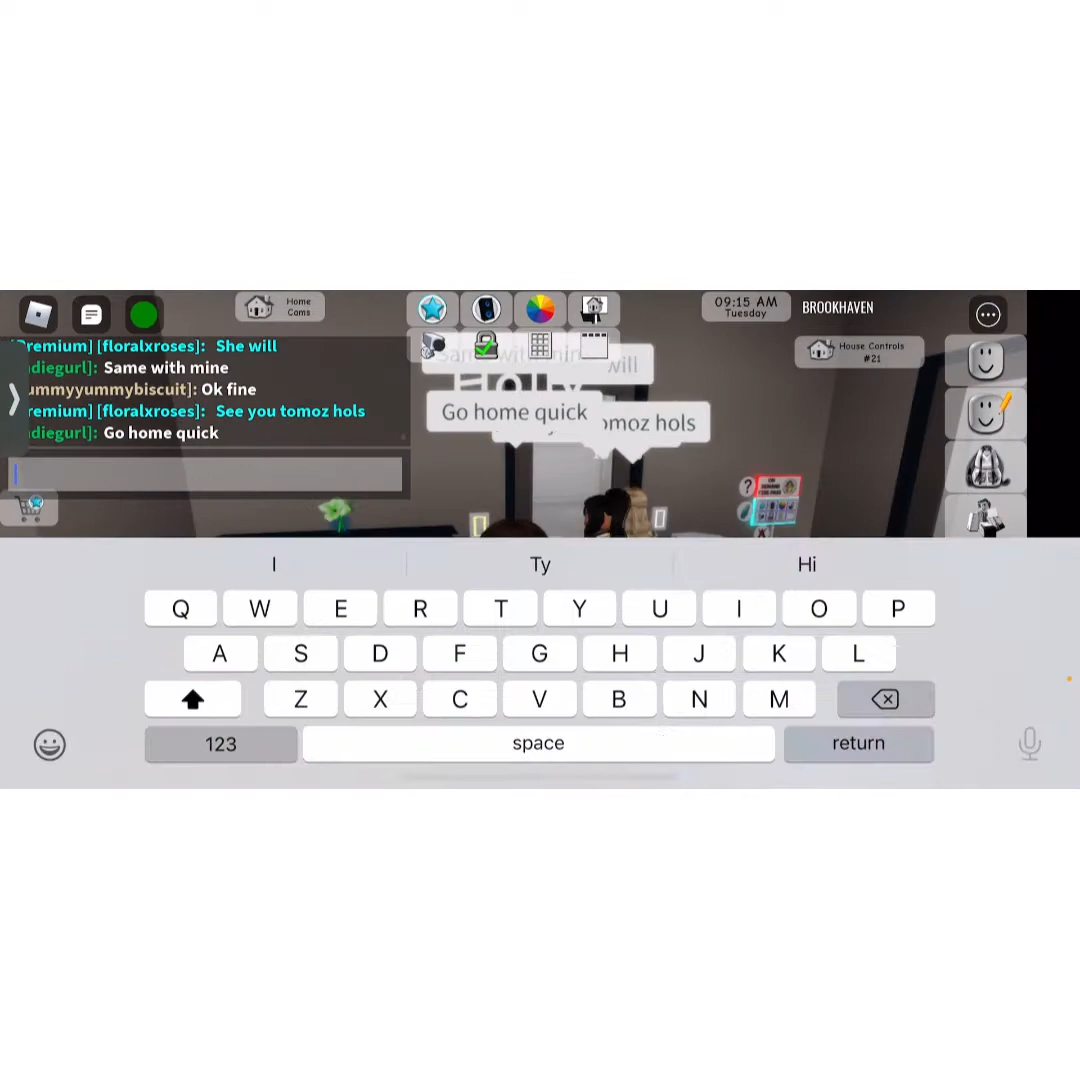 Home
Cams
09:15 AM
Tuesday
BROOKHAVEN
House Controls
#21
Premium] [floralxroses]: She will
diegurl]: Same with mine
ummyyummybiscuit]: Ok fine
remium] [floralxroses]: See you tomoz hols
diegurl]: Go home quick
will
Holly
Go home quick
omoz hols
?
I Ty Hi
Q W E R T Y U I O P
A S D F G H J K L
Z X C V B N M
123 space return